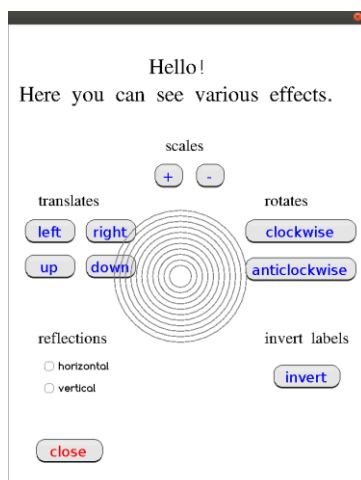 Hello!
Here you can see various effects.
scales
+ -
translates
rotates
left right
clockwise
up down
anticlockwise
reflections
invert labels
horizontal
vertical
invert
close